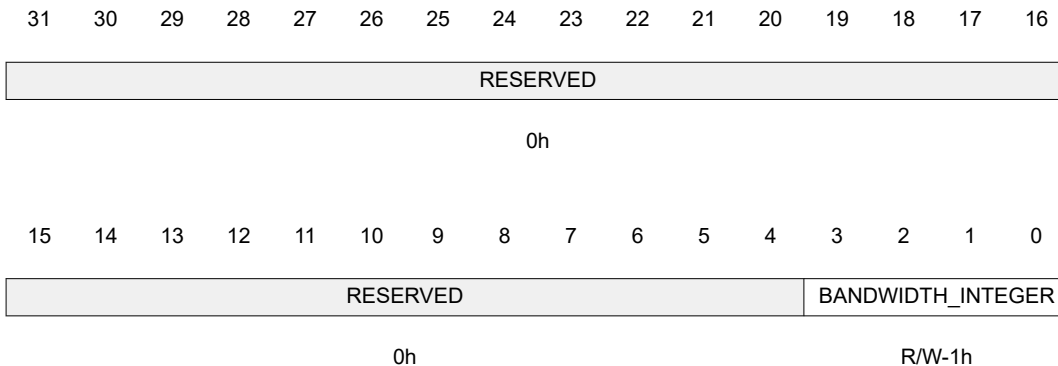 31 30 29 28 27 26 25 24 23 22 21 20 19 18 17 16
RESERVED
0h
15 14 13 12 11 10 9 8 7 6 5 4 3 2 1 0
RESERVED BANDWIDTH_INTEGER
0h R/W-1h